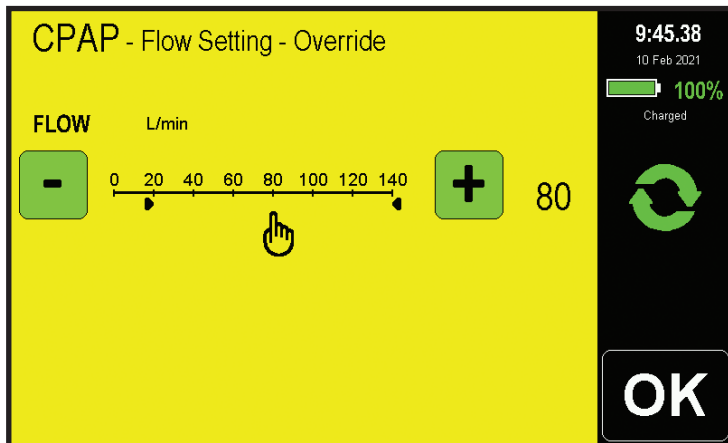 CPAP - Flow Setting - Override
9:45.38
10 Feb 2021
100%
Charged
FLOW L/min
- 0 20 40 60 80 100 120 140 + 80
OK